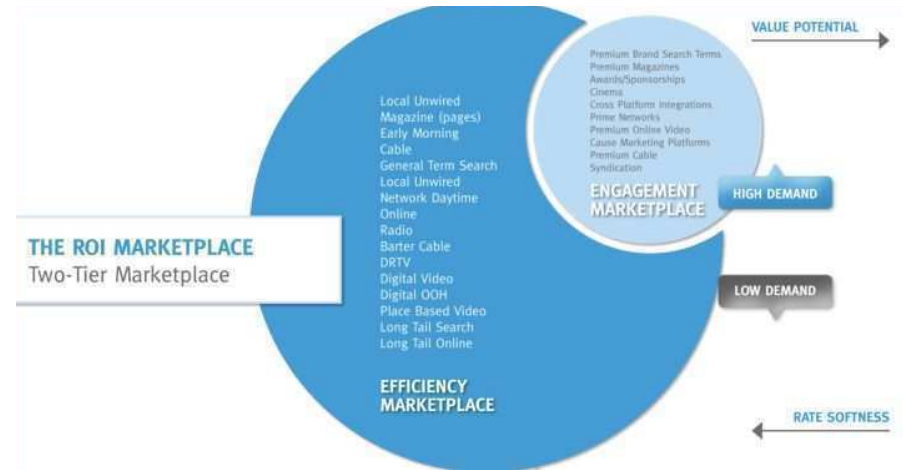 VALUE POTENTIAL
Premium Brand Search Terms
Premium Magazines
Awards/Sponsorships
Cinema
Cross Platform Integrations
Prime Networks
Premium Online Video
Cause Marketing Platforms
Premium Cable
Syndication
ENGAGEMENT
MARKETPLACE
HIGH DEMAND
Local Unwired
Magazine (pages)
Early Morning
Cable
General Term Search
Local Unwired
Network Daytime
Online
Radio
Barter Cable
DRTV
Digital Video
Digital OOH
Place Based Video
Long Tail Search
Long Tail Online
EFFICIENCY
MARKETPLACE
THE ROI MARKETPLACE
Two-Tier Marketplace
LOW DEMAND
RATE SOFTNESS